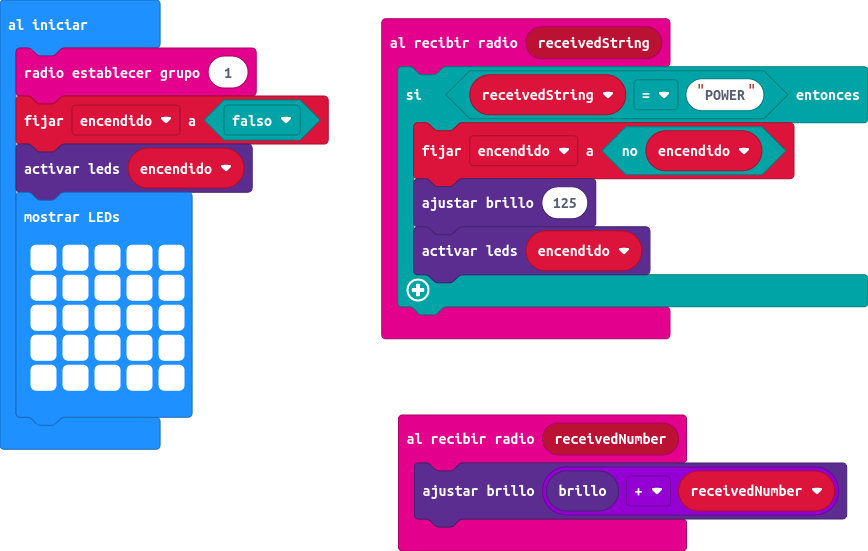 al iniciar
radio establecer grupo 1
fijar encendido a falso
activar leds encendido
mostrar LEDs
al recibir radio receivedString
si receivedString = "POWER" entonces
fijar encendido a no encendido
ajustar brillo 125
activar leds encendido
al recibir radio receivedNumber
ajustar brillo brillo + receivedNumber